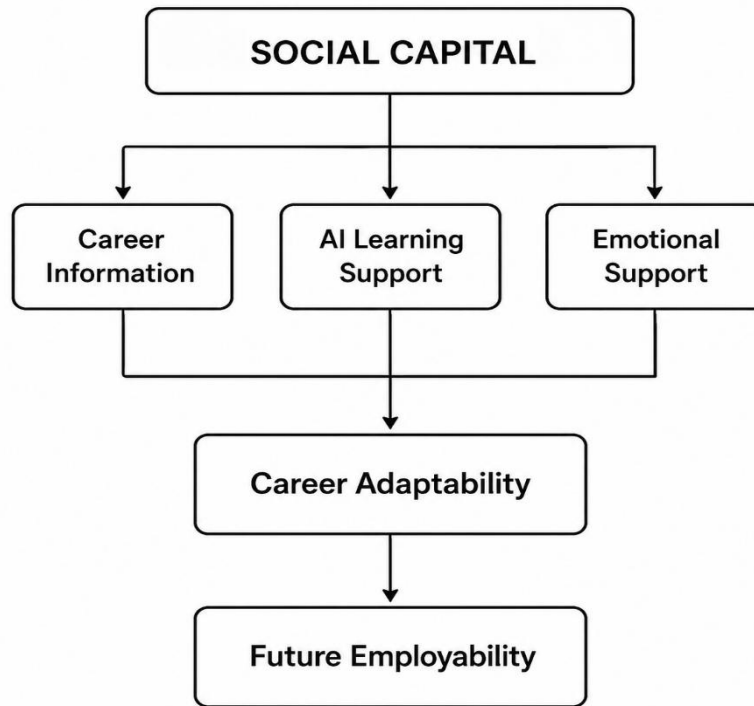 SOCIAL CAPITAL
Career
Information
AI Learning
Support
Emotional
Support
Career Adaptability
Future Employability